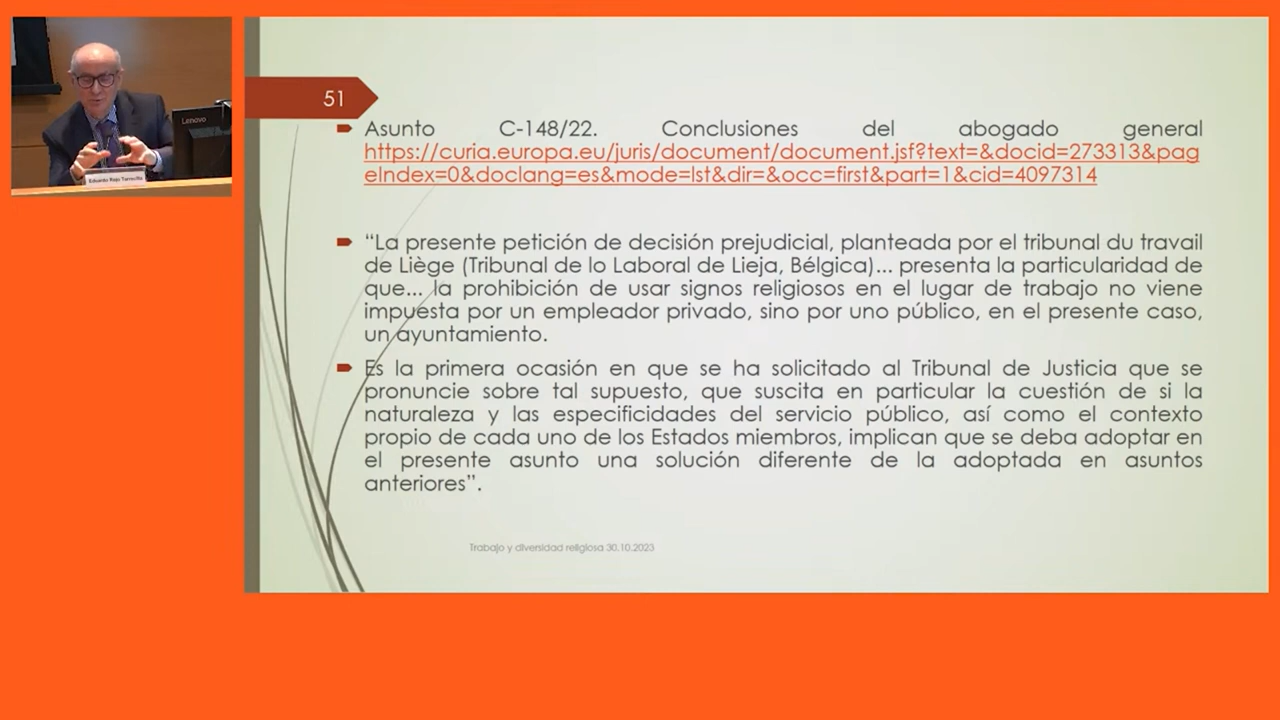 51
Asunto C-148/22. Conclusiones del abogado general
https://curia.europa.eu/juris/document/document.jsf?text=&docid=273313&pag
eIndex=0&doclang=es&mode=lst&dir=&occ=first&part=1&cid=4097314
“La presente petición de decisión prejudicial, planteada por el tribunal du travail
de Liège (Tribunal de lo Laboral de Lieja, Bélgica)... presenta la particularidad de
que... la prohibición de usar signos religiosos en el lugar de trabajo no viene
impuesta por un empleador privado, sino por uno público, en el presente caso,
un ayuntamiento.
Es la primera ocasión en que se ha solicitado al Tribunal de Justicia que se
pronuncie sobre tal supuesto, que suscita en particular la cuestión de si la
naturaleza y las especificidades del servicio público, así como el contexto
propio de cada uno de los Estados miembros, implican que se deba adoptar en
el presente asunto una solución diferente de la adoptada en asuntos
anteriores”.
Trabajo y diversidad religiosa 30.10.2023
Lenovo
Eduardo Rojo Torrecilla